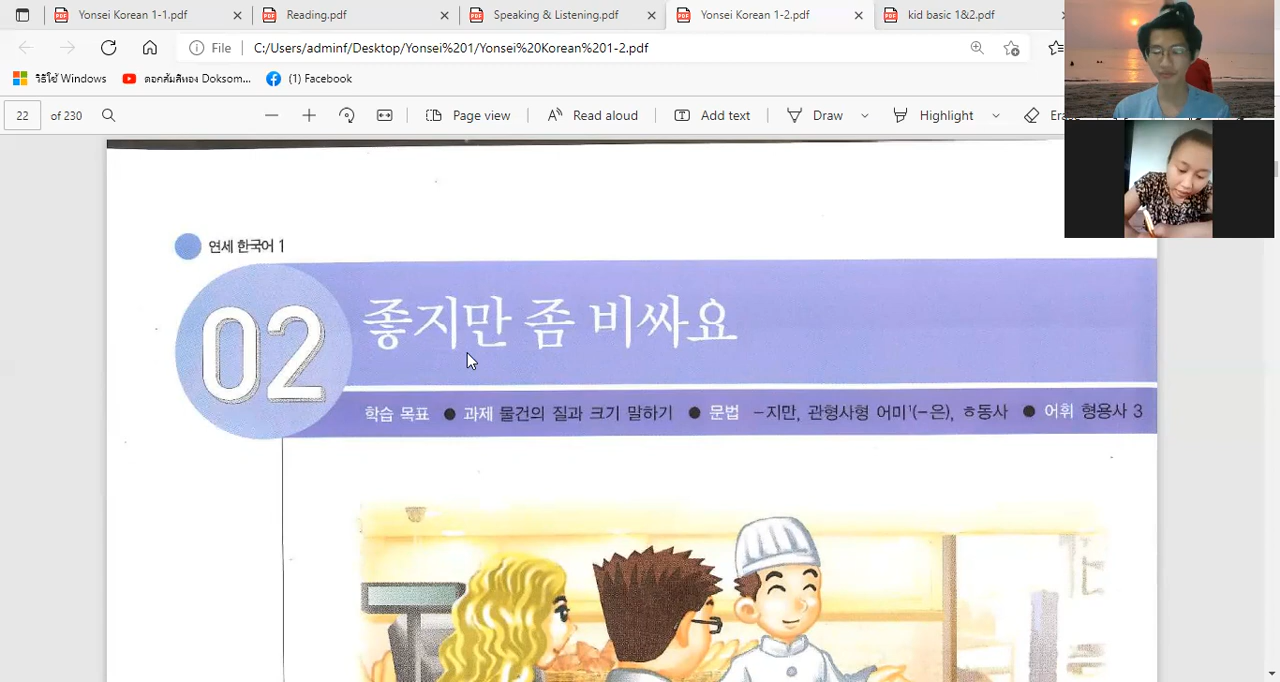 Yonsei Korean 1-1.pdf
Reading.pdf
Speaking & Listening.pdf
Yonsei Korean 1-2.pdf
kid basic 1&2.pdf
File
C:/Users/adminf/Desktop/Yonsei%201/Yonsei%20Korean%201-2.pdf
วิธีใช้ Windows
ดอกส้มสีทอง Doksom...
(1) Facebook
22 of 230
Page view
Read aloud
Add text
Draw
Highlight
연세 한국어 1
02
좋지만 좀 비싸요
학습 목표 ● 과제 물건의 질과 크기 말하기 ● 문법 -지만, 관형사형 어미¹(-은), ㅎ동사 ● 어휘 형용사 3